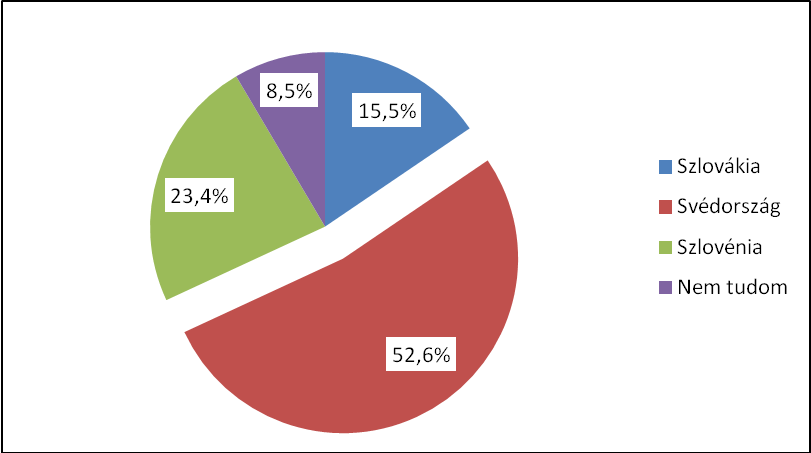 8,5%
15,5%
23,4%
52,6%
Szlovákia
Svédország
Szlovénia
Nem tudom